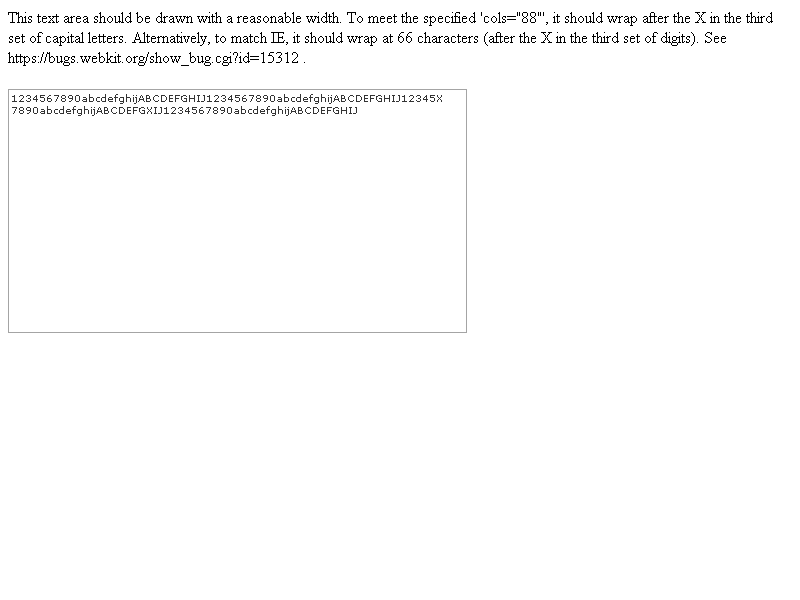 This text area should be drawn with a reasonable width. To meet the specified 'cols="88"', it should wrap after the X in the third
set of capital letters. Alternatively, to match IE, it should wrap at 66 characters (after the X in the third set of digits). See
https://bugs.webkit.org/show_bug.cgi?id=15312 .
1234567890abcdefghijABCDEFGHIJ1234567890abcdefghijABCDEFGHIJ12345X
7890abcdefghijABCDEFGXIJ1234567890abcdefghijABCDEFGHIJ